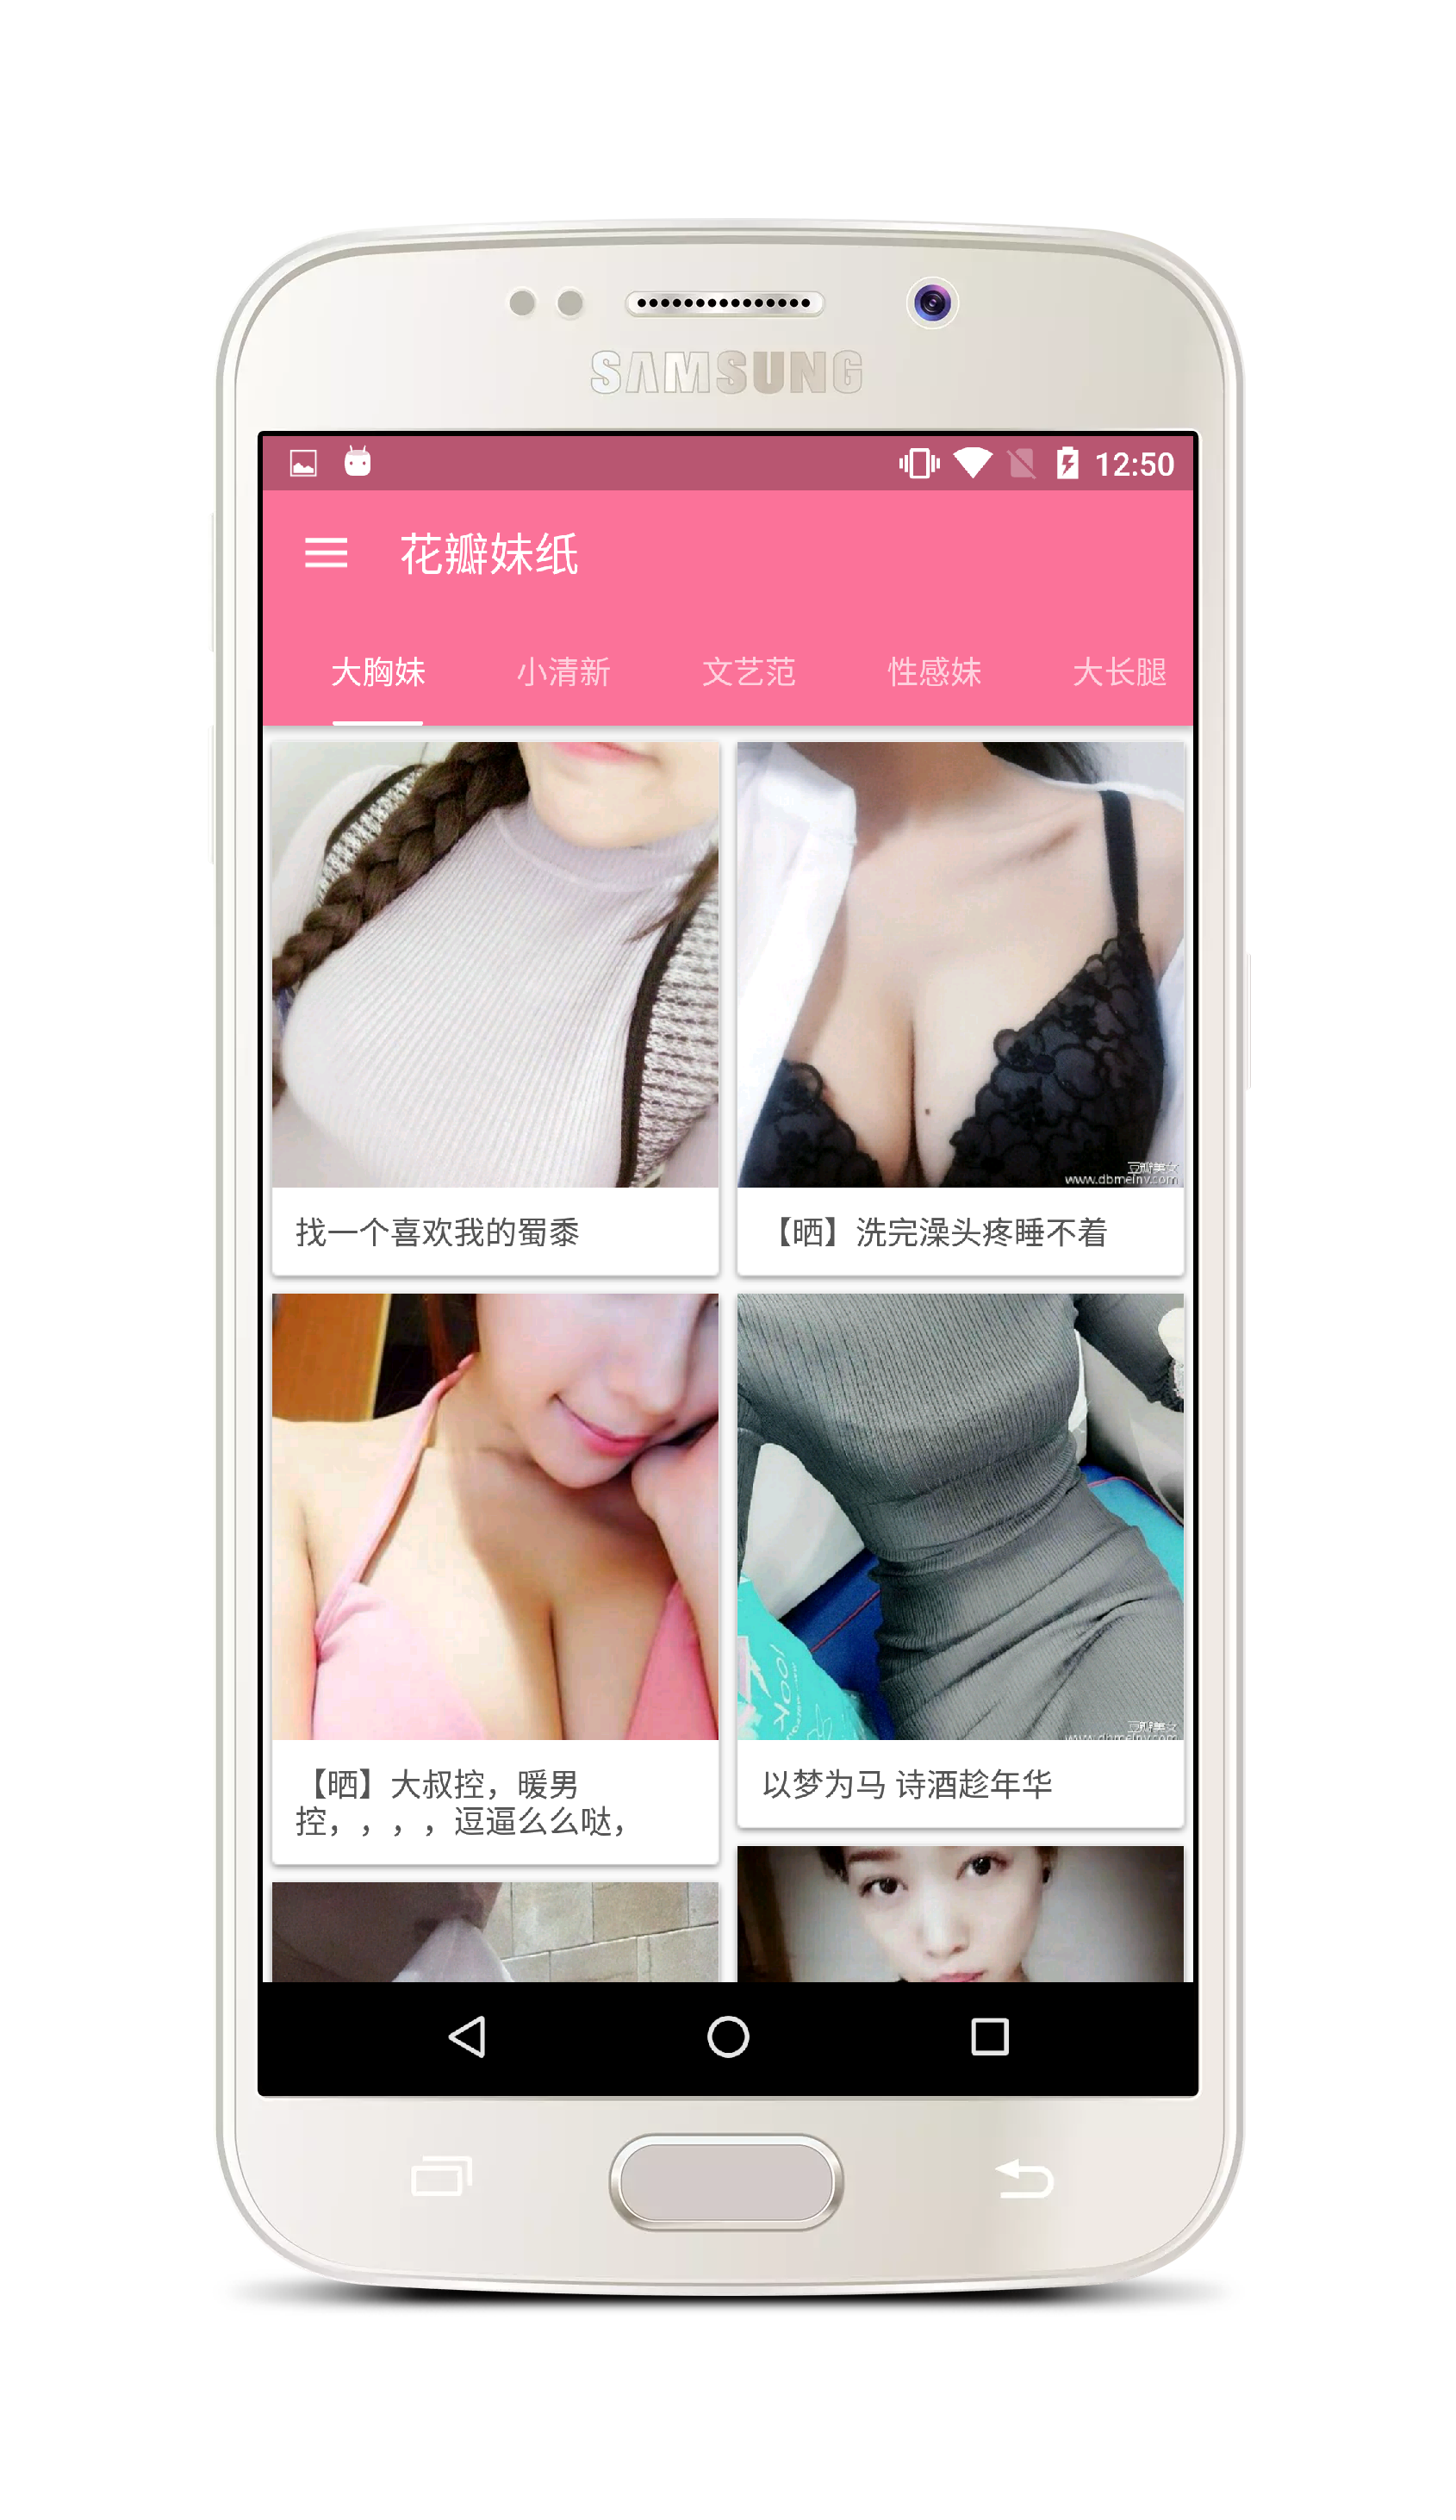 SAMSUNG
12:50
花瓣妹纸
大胸妹 小清新 文艺范 性感妹 大长腿
豆瓣美女
www.dbmeinv.com
找一个喜欢我的蜀黍
【晒】洗完澡头疼睡不着
豆瓣美女
www.dbmeinv.com
【晒】大叔控，暖男
控，，，，逗逼么么哒，
以梦为马 诗酒趁年华